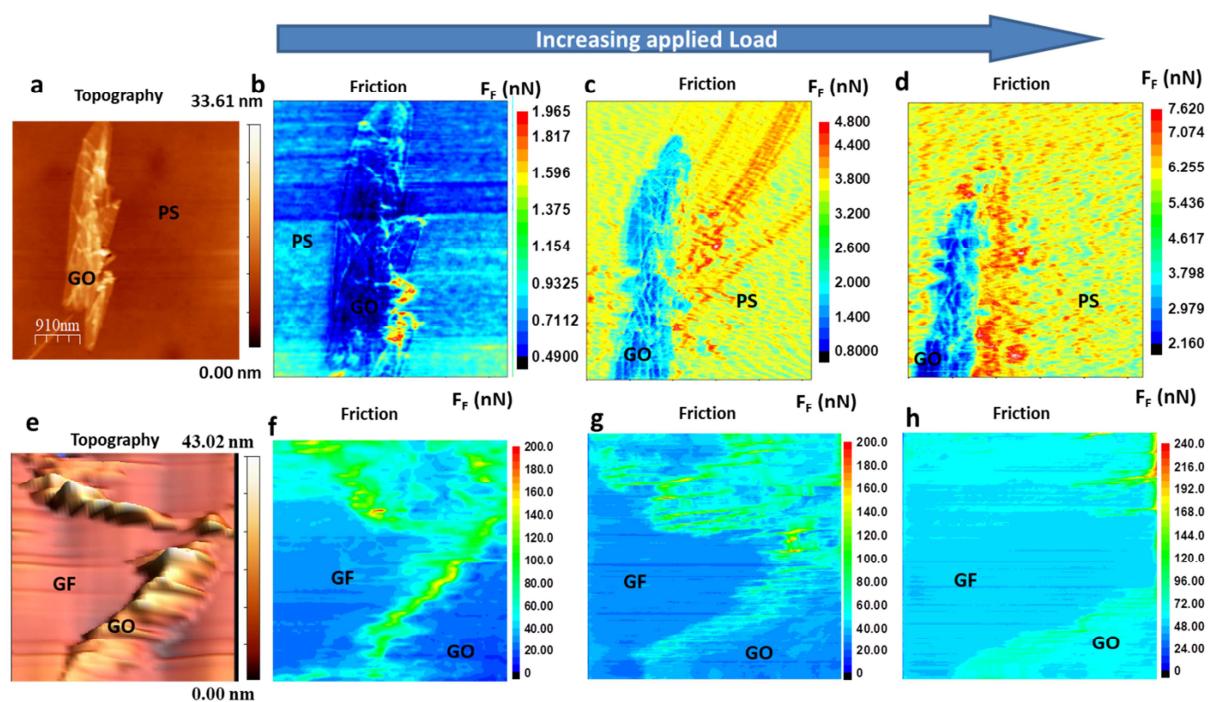 Increasing applied Load
a
Topography
33.61 nm
PS
GO
910nm
0.00 nm
b
Friction
F_F (nN)
1.965
1.817
1.596
1.375
1.154
0.9325
0.7112
0.4900
PS
GO
c
Friction
F_F (nN)
4.800
4.400
3.800
3.200
2.600
2.000
1.400
0.8000
PS
GO
d
Friction
F_F (nN)
7.620
7.074
6.255
5.436
4.617
3.798
2.979
2.160
PS
GO
e
Topography
43.02 nm
GF
GO
0.00 nm
f
Friction
F_F (nN)
200.0
180.0
160.0
140.0
120.0
100.0
80.00
60.00
40.00
20.00
0
GF
GO
g
Friction
F_F (nN)
200.0
180.0
160.0
140.0
120.0
100.0
80.00
60.00
40.00
20.00
0
GF
GO
h
Friction
F_F (nN)
240.0
216.0
192.0
168.0
144.0
120.0
96.00
72.00
48.00
24.00
0
GF
GO